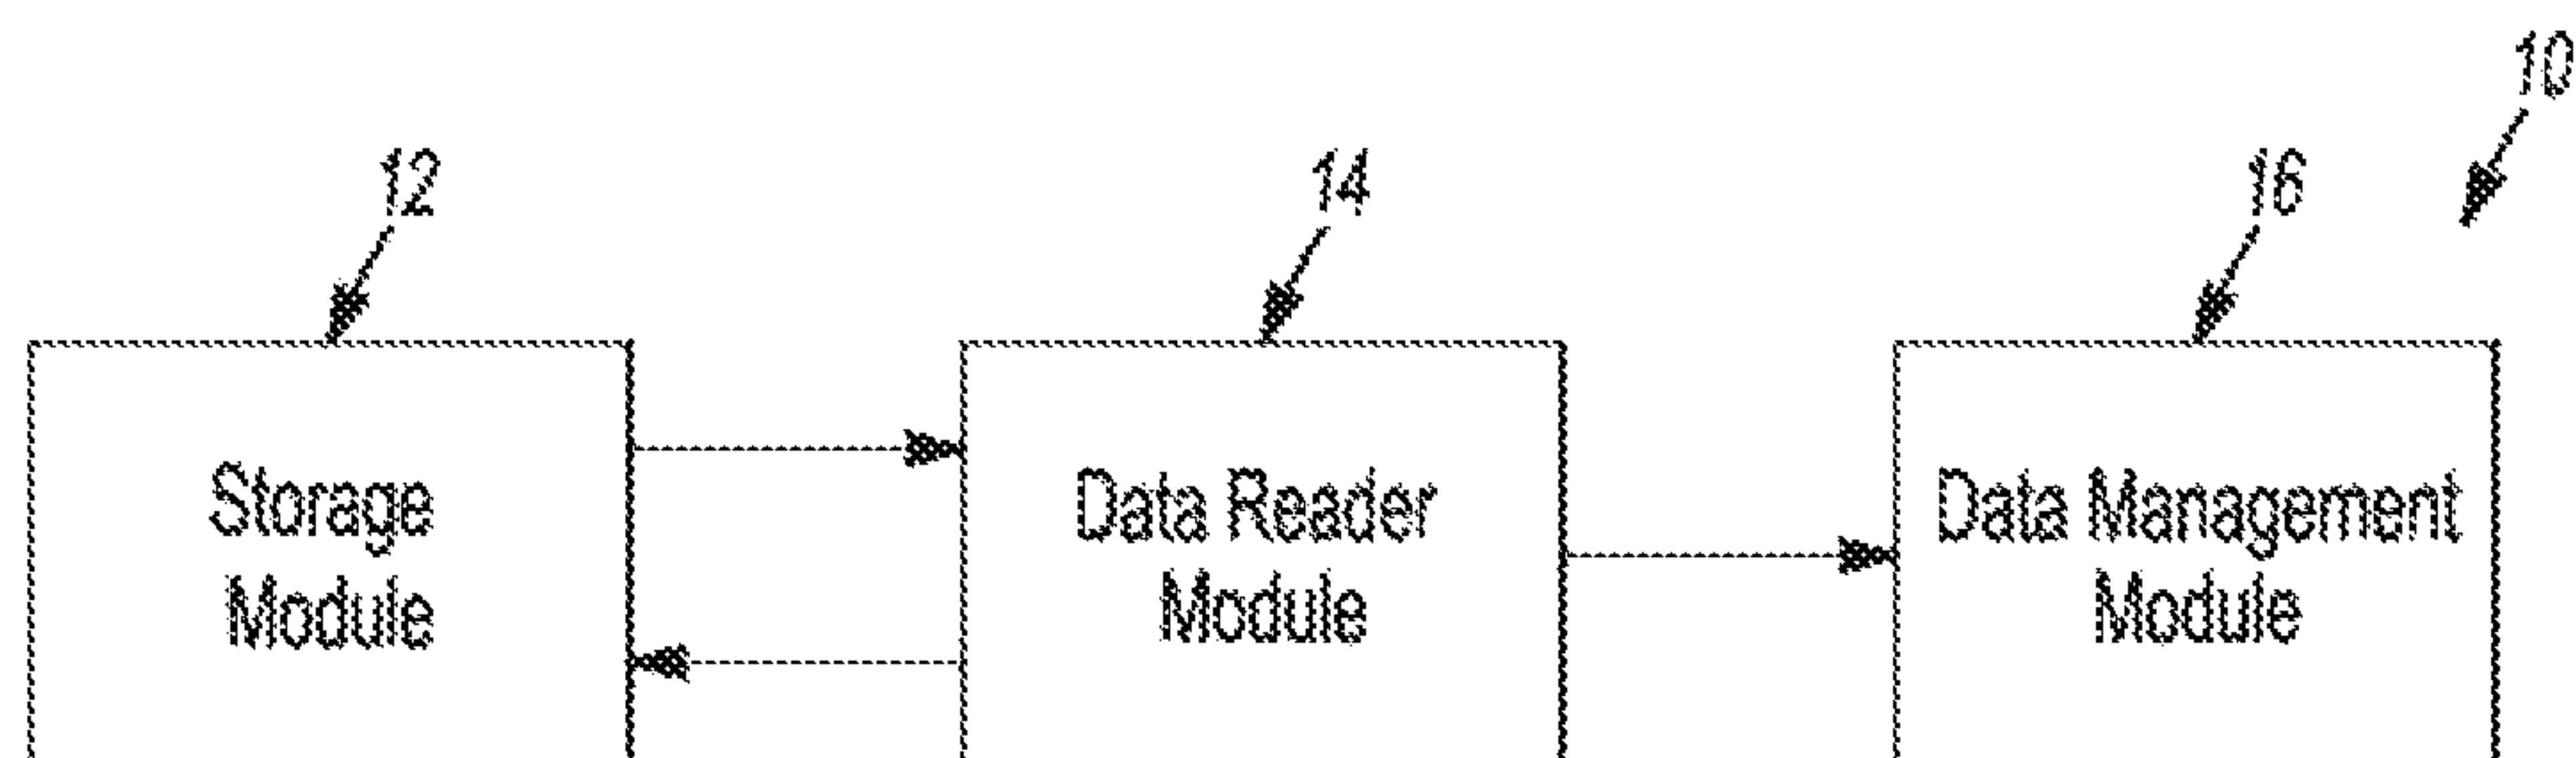 10
12
14
16
Storage
Module
Data Reader
Module
Data Management
Module